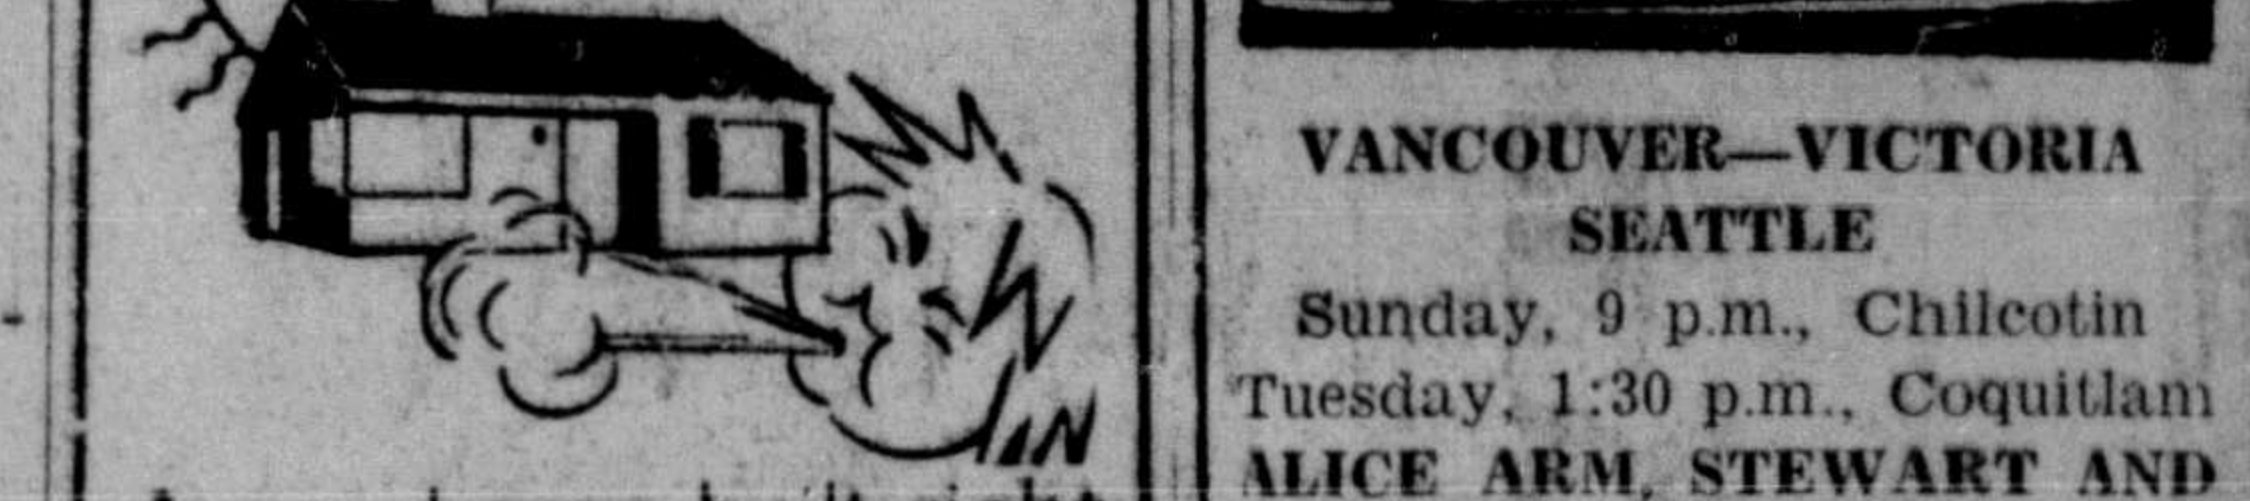 VANCOUVER—VICTORIA
SEATTLE
Sunday, 9 p.m., Chilcotin
Tuesday, 1:30 p.m., Coquitlam
ALICE ARM, STEWART AND